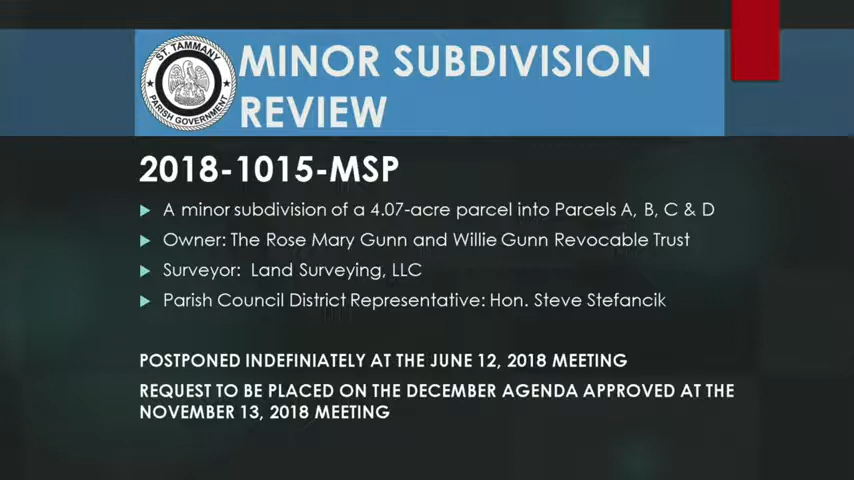 ST. TAMMANY
PARISH GOVERNMENT
MINOR SUBDIVISION
REVIEW
2018-1015-MSP
A minor subdivision of a 4.07-acre parcel into Parcels A, B, C & D
Owner: The Rose Mary Gunn and Willie Gunn Revocable Trust
Surveyor: Land Surveying, LLC
Parish Council District Representative: Hon. Steve Stefancik
POSTPONED INDEFINIATELY AT THE JUNE 12, 2018 MEETING
REQUEST TO BE PLACED ON THE DECEMBER AGENDA APPROVED AT THE
NOVEMBER 13, 2018 MEETING